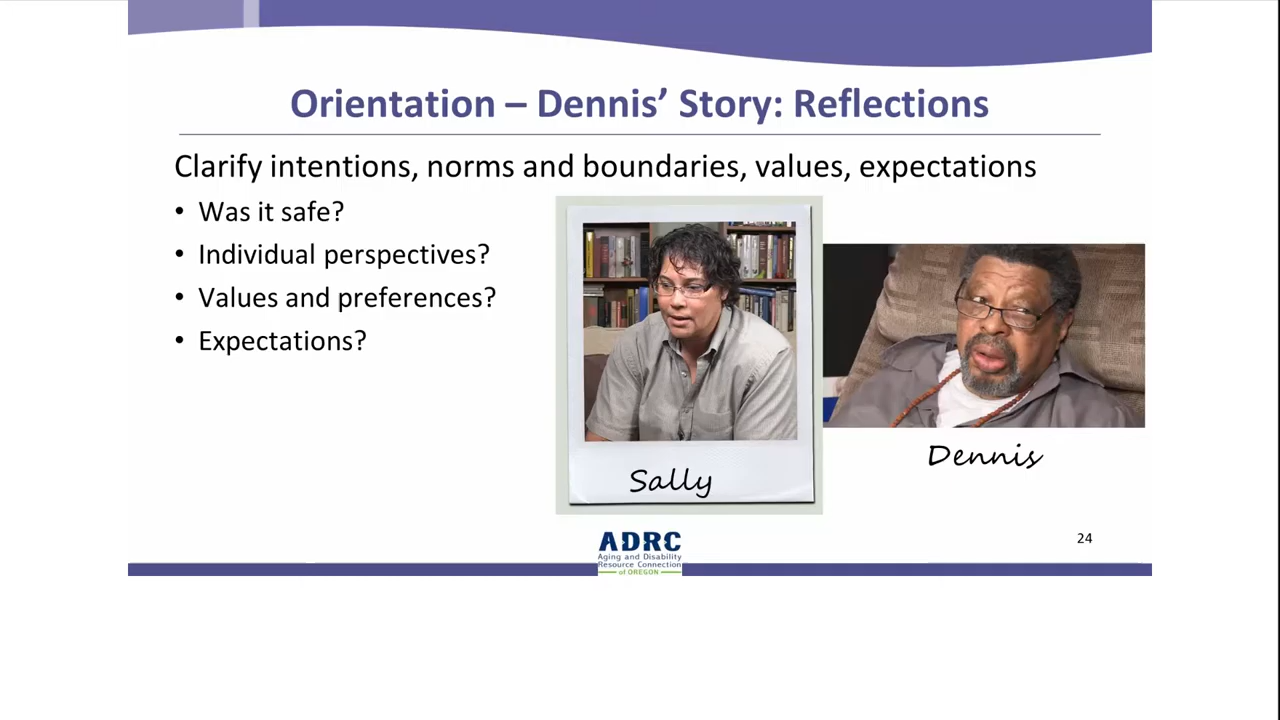 Orientation – Dennis’ Story: Reflections
Clarify intentions, norms and boundaries, values, expectations
• Was it safe?
• Individual perspectives?
• Values and preferences?
• Expectations?
Sally
Dennis
24
ADRC
Aging and Disability
Resource Connection
of OREGON